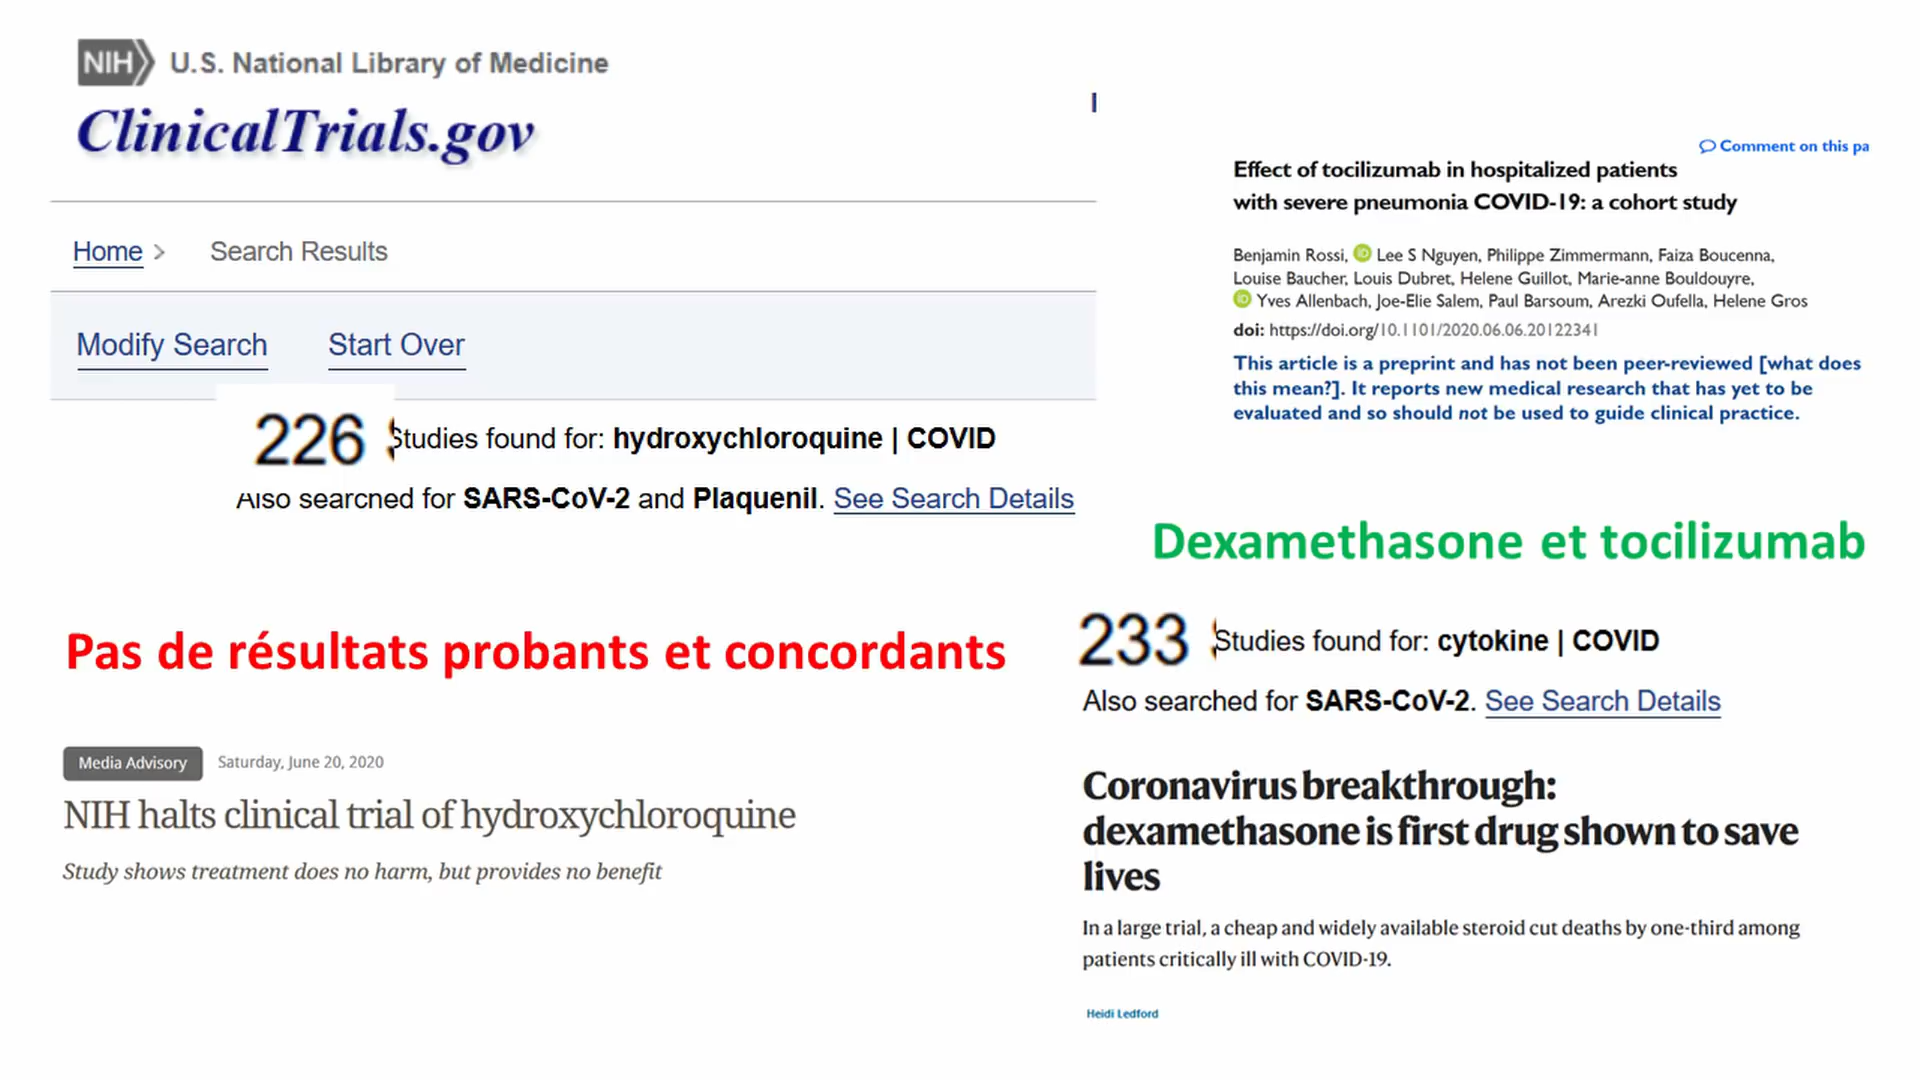 NIH U.S. National Library of Medicine
ClinicalTrials.gov
Home > Search Results
Modify Search Start Over
226 Studies found for: hydroxychloroquine | COVID
Also searched for SARS-CoV-2 and Plaquenil. See Search Details
Pas de résultats probants et concordants
Media Advisory Saturday, June 20, 2020
NIH halts clinical trial of hydroxychloroquine
Study shows treatment does no harm, but provides no benefit
Comment on this pa
Effect of tocilizumab in hospitalized patients
with severe pneumonia COVID-19: a cohort study
Benjamin Rossi, iD Lee S Nguyen, Philippe Zimmermann, Faiza Boucenna,
Louise Baucher, Louis Dubret, Helene Guillot, Marie-anne Bouldouyre,
iD Yves Allenbach, Joe-Elie Salem, Paul Barsoum, Arezki Oufella, Helene Gros
doi: https://doi.org/10.1101/2020.06.06.20122341
This article is a preprint and has not been peer-reviewed [what does
this mean?]. It reports new medical research that has yet to be
evaluated and so should not be used to guide clinical practice.
Dexamethasone et tocilizumab
233 Studies found for: cytokine | COVID
Also searched for SARS-CoV-2. See Search Details
Coronavirus breakthrough:
dexamethasone is first drug shown to save
lives
In a large trial, a cheap and widely available steroid cut deaths by one-third among
patients critically ill with COVID-19.
Heidi Ledford